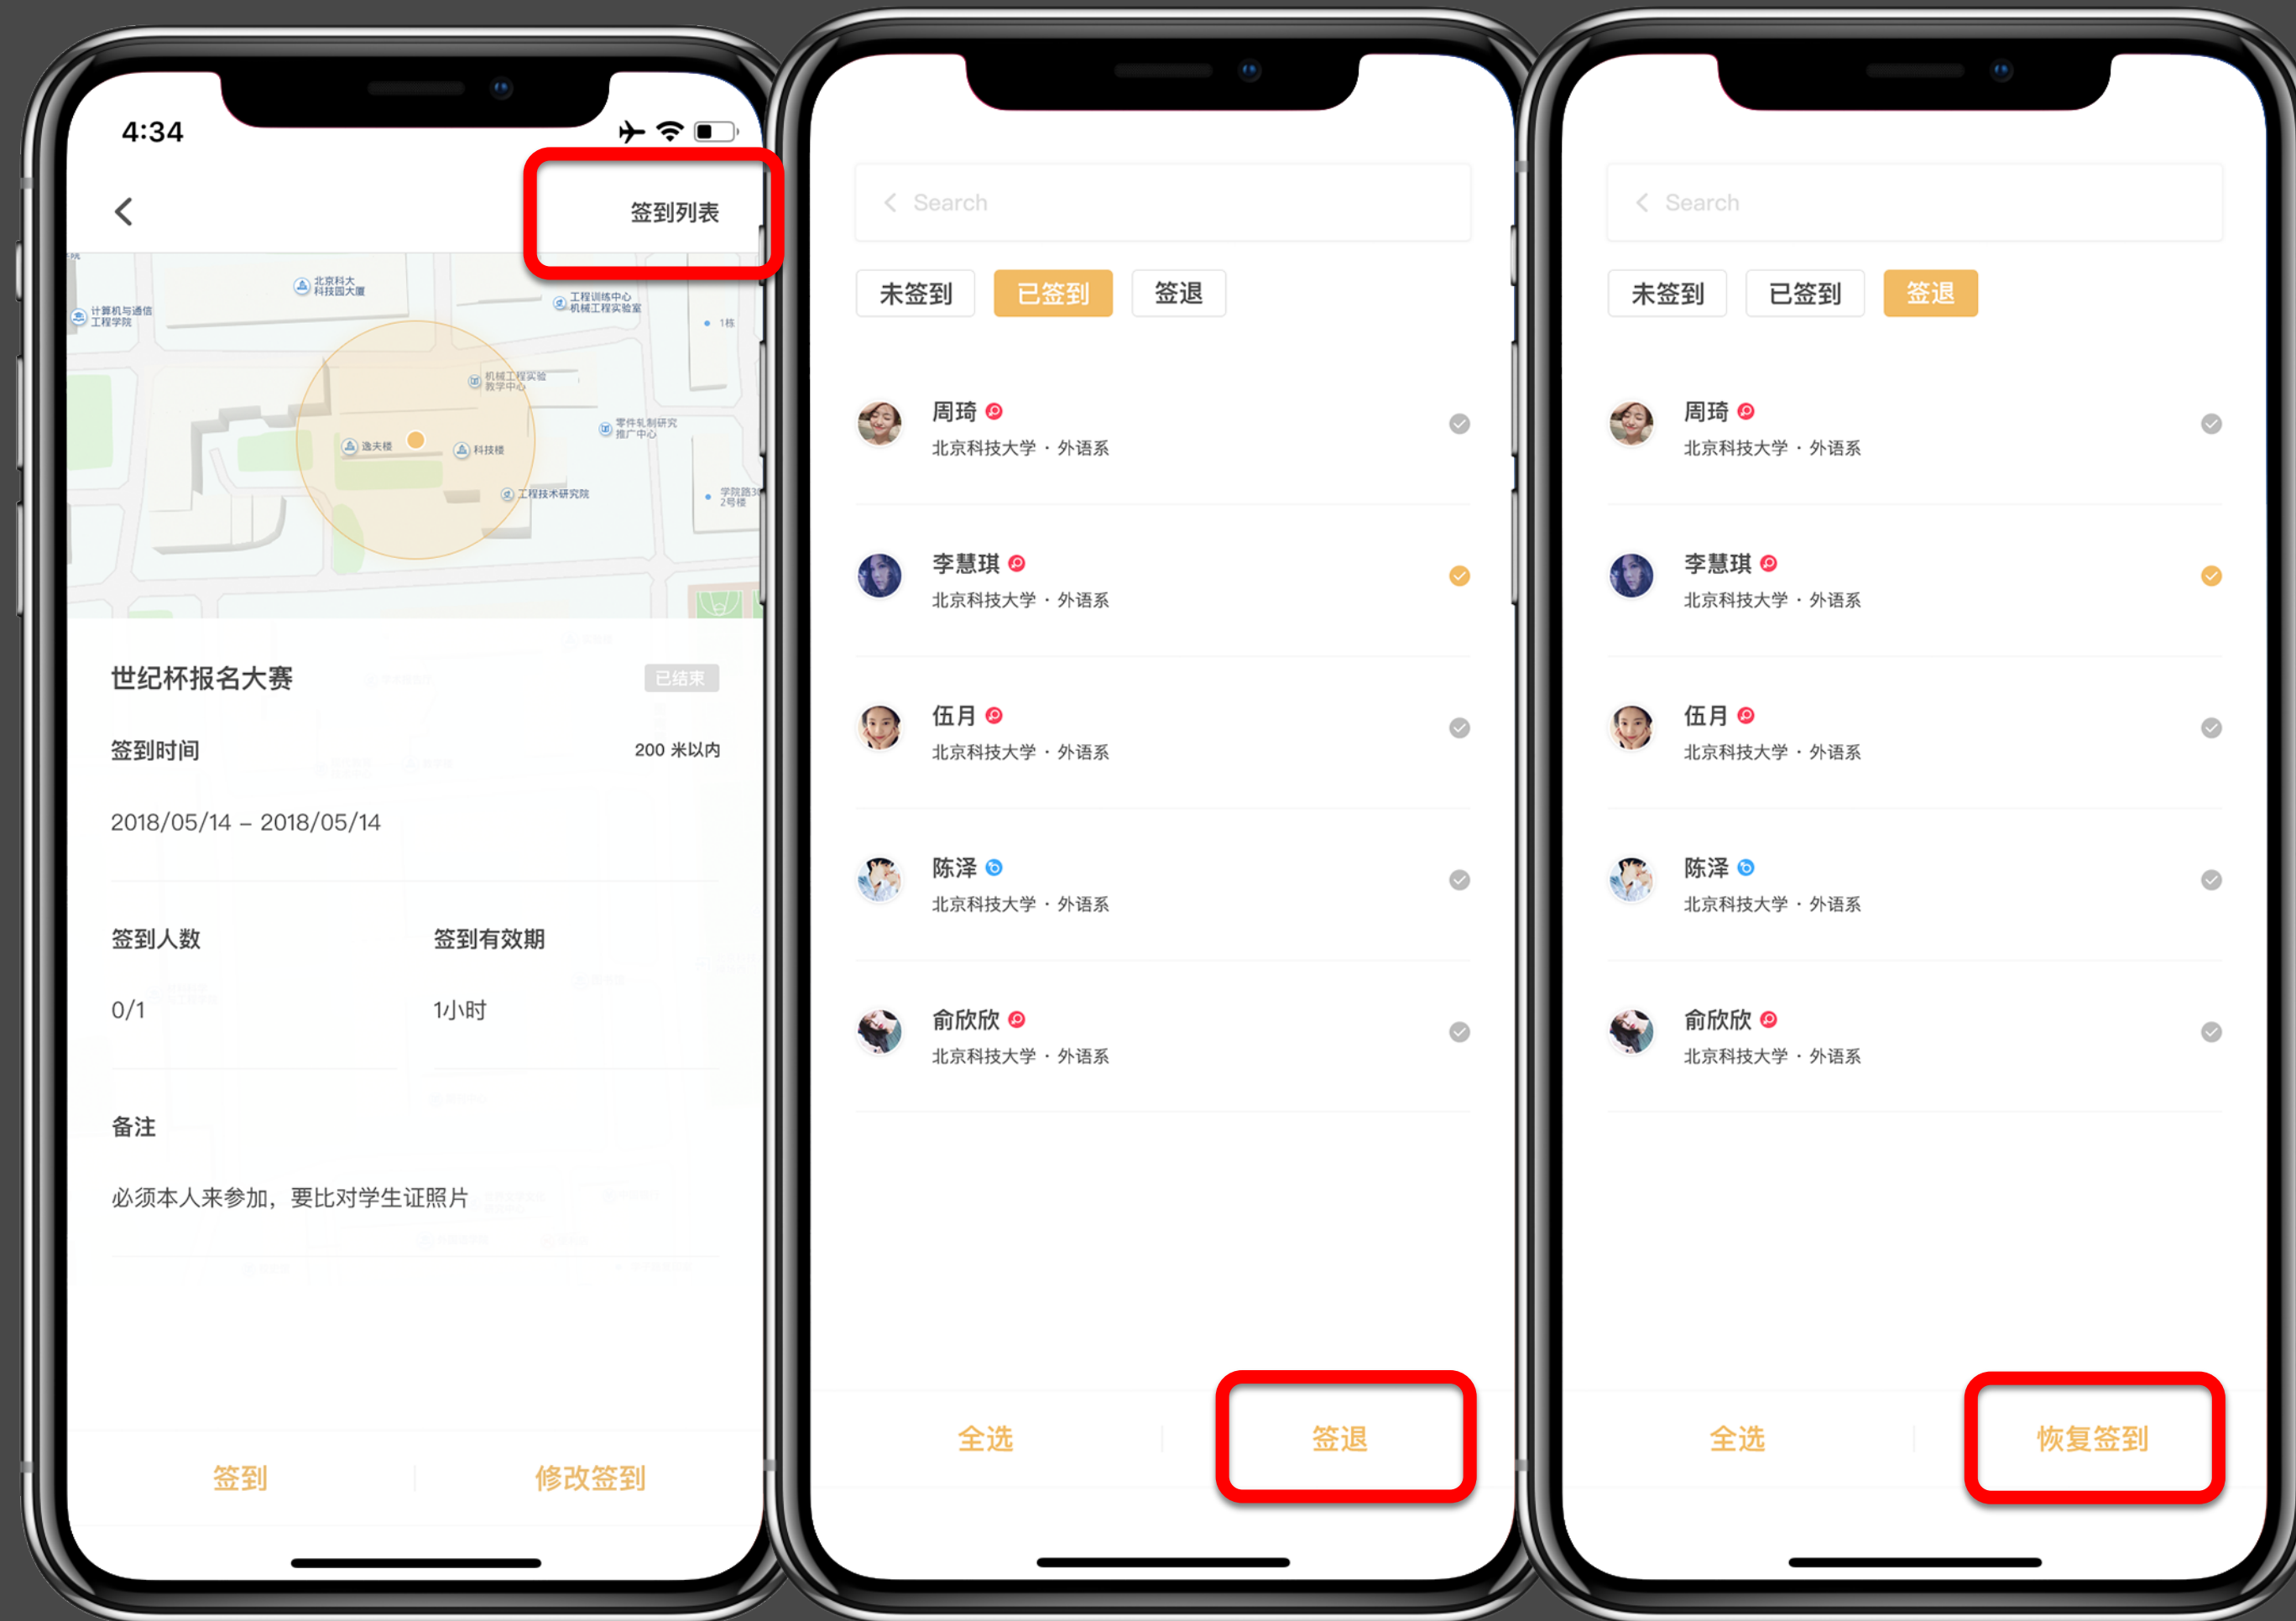 4:34
签到列表
院
北京科大
科技园大厦
计算机与通信
工程学院
工程训练中心
机械工程实验室
1栋
机械工程实验
教学中心
零件轧制研究
推广中心
逸夫楼
科技楼
工程技术研究院
学院路30
2号楼
世纪杯报名大赛
已结束
签到时间
200 米以内
2018/05/14 – 2018/05/14
签到人数
签到有效期
0/1
1小时
备注
必须本人来参加，要比对学生证照片
签到
修改签到
Search
未签到
已签到
签退
周琦
北京科技大学 · 外语系
李慧琪
北京科技大学 · 外语系
伍月
北京科技大学 · 外语系
陈泽
北京科技大学 · 外语系
俞欣欣
北京科技大学 · 外语系
全选
签退
Search
未签到
已签到
签退
周琦
北京科技大学 · 外语系
李慧琪
北京科技大学 · 外语系
伍月
北京科技大学 · 外语系
陈泽
北京科技大学 · 外语系
俞欣欣
北京科技大学 · 外语系
全选
恢复签到